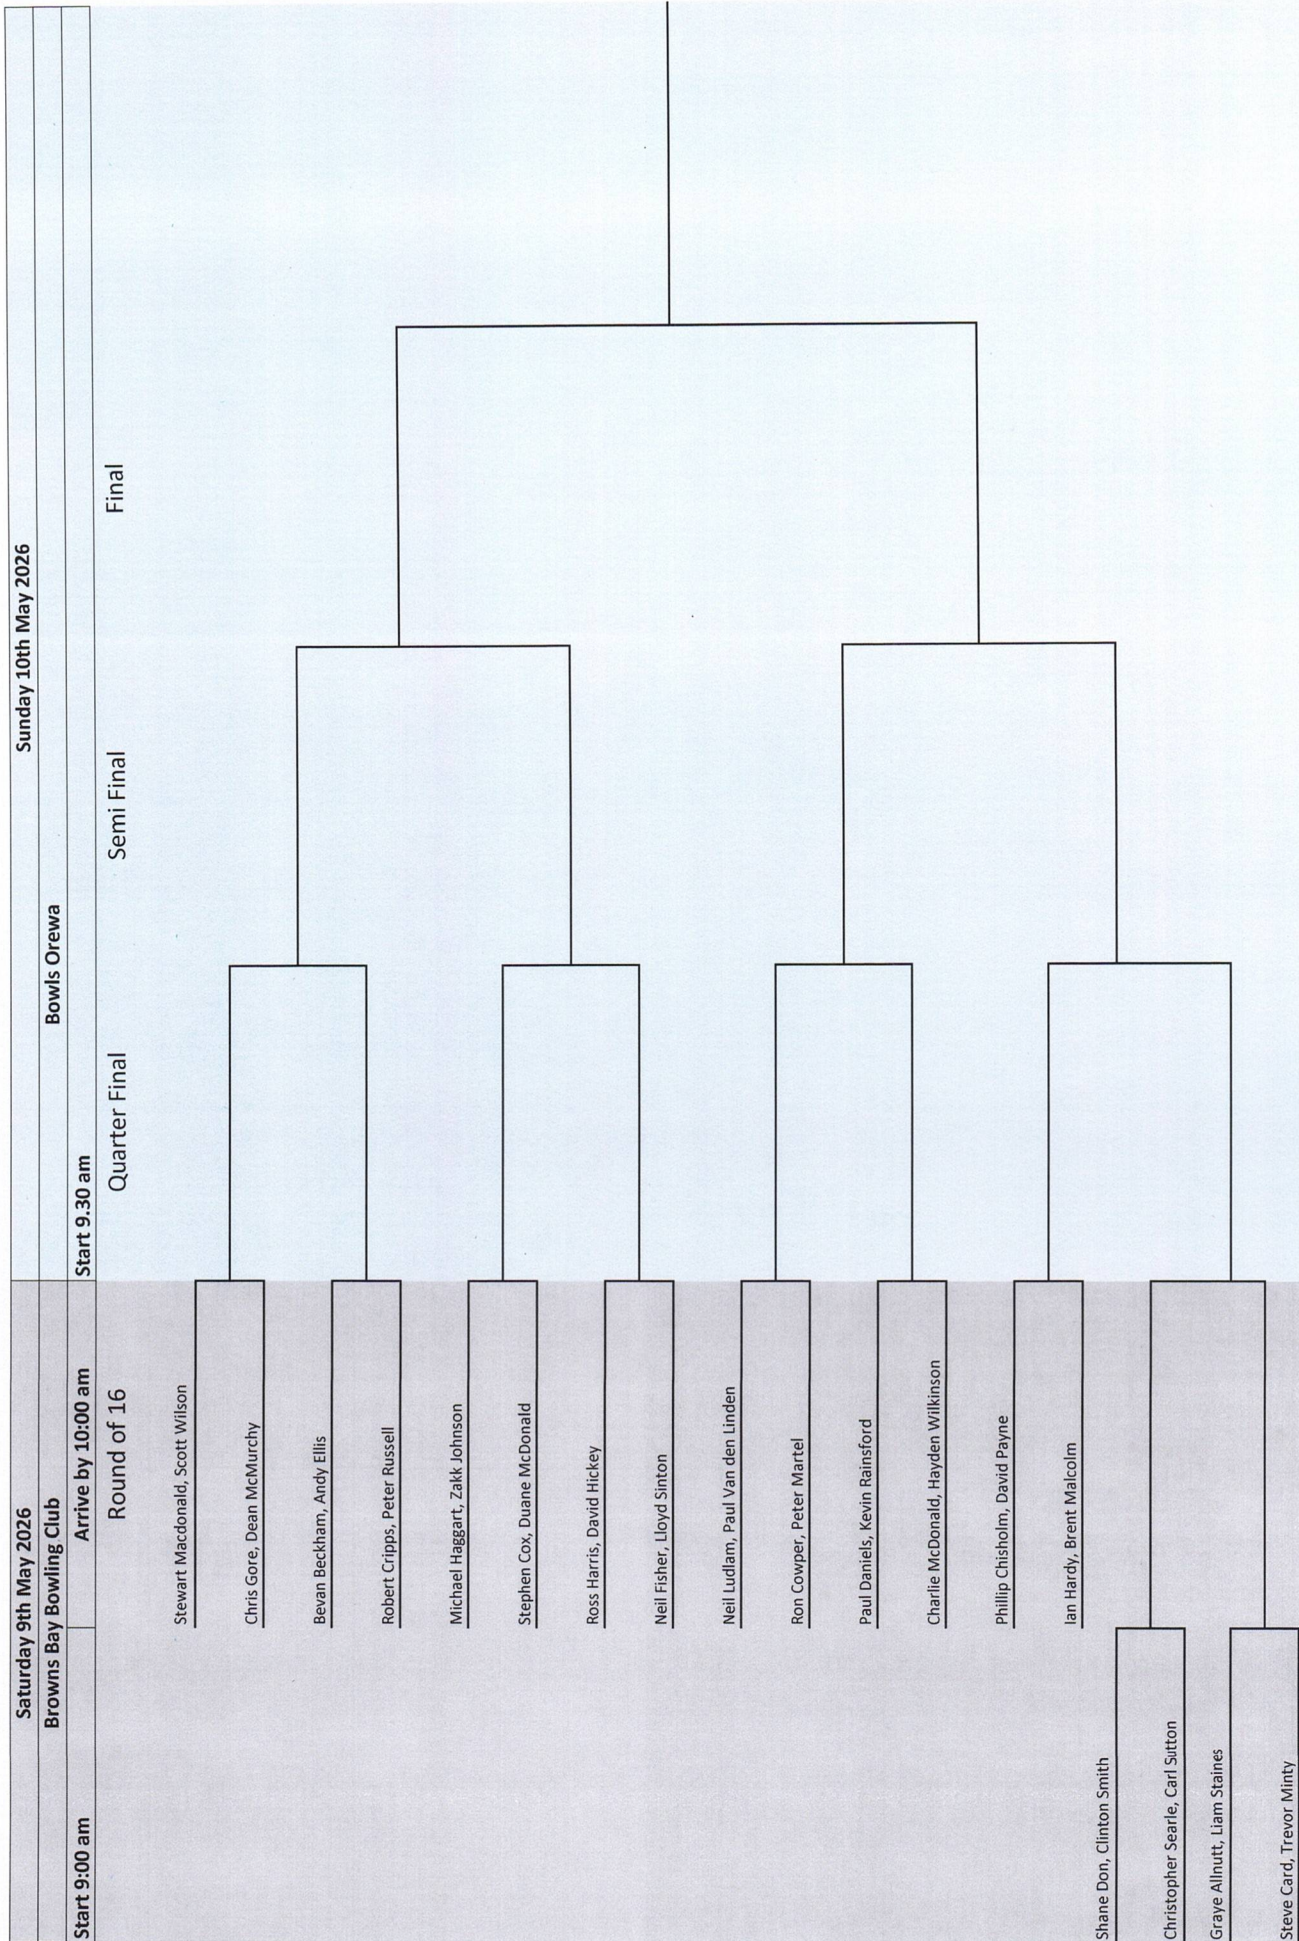 Saturday 9th May 2026
Sunday 10th May 2026
Browns Bay Bowling Club
Bowls Orewa
Start 9:00 am
Arrive by 10:00 am
Start 9.30 am
Round of 16
Quarter Final
Semi Final
Final
Stewart Macdonald, Scott Wilson
Chris Gore, Dean McMurchy
Bevan Beckham, Andy Ellis
Robert Cripps, Peter Russell
Michael Haggart, Zakk Johnson
Stephen Cox, Duane McDonald
Ross Harris, David Hickey
Neil Fisher, Lloyd Sinton
Neil Ludlam, Paul Van den Linden
Ron Cowper, Peter Martel
Paul Daniels, Kevin Rainsford
Charlie McDonald, Hayden Wilkinson
Phillip Chisholm, David Payne
Ian Hardy, Brent Malcolm
Shane Don, Clinton Smith
Christopher Searle, Carl Sutton
Graye Allnutt, Liam Staines
Steve Card, Trevor Minty